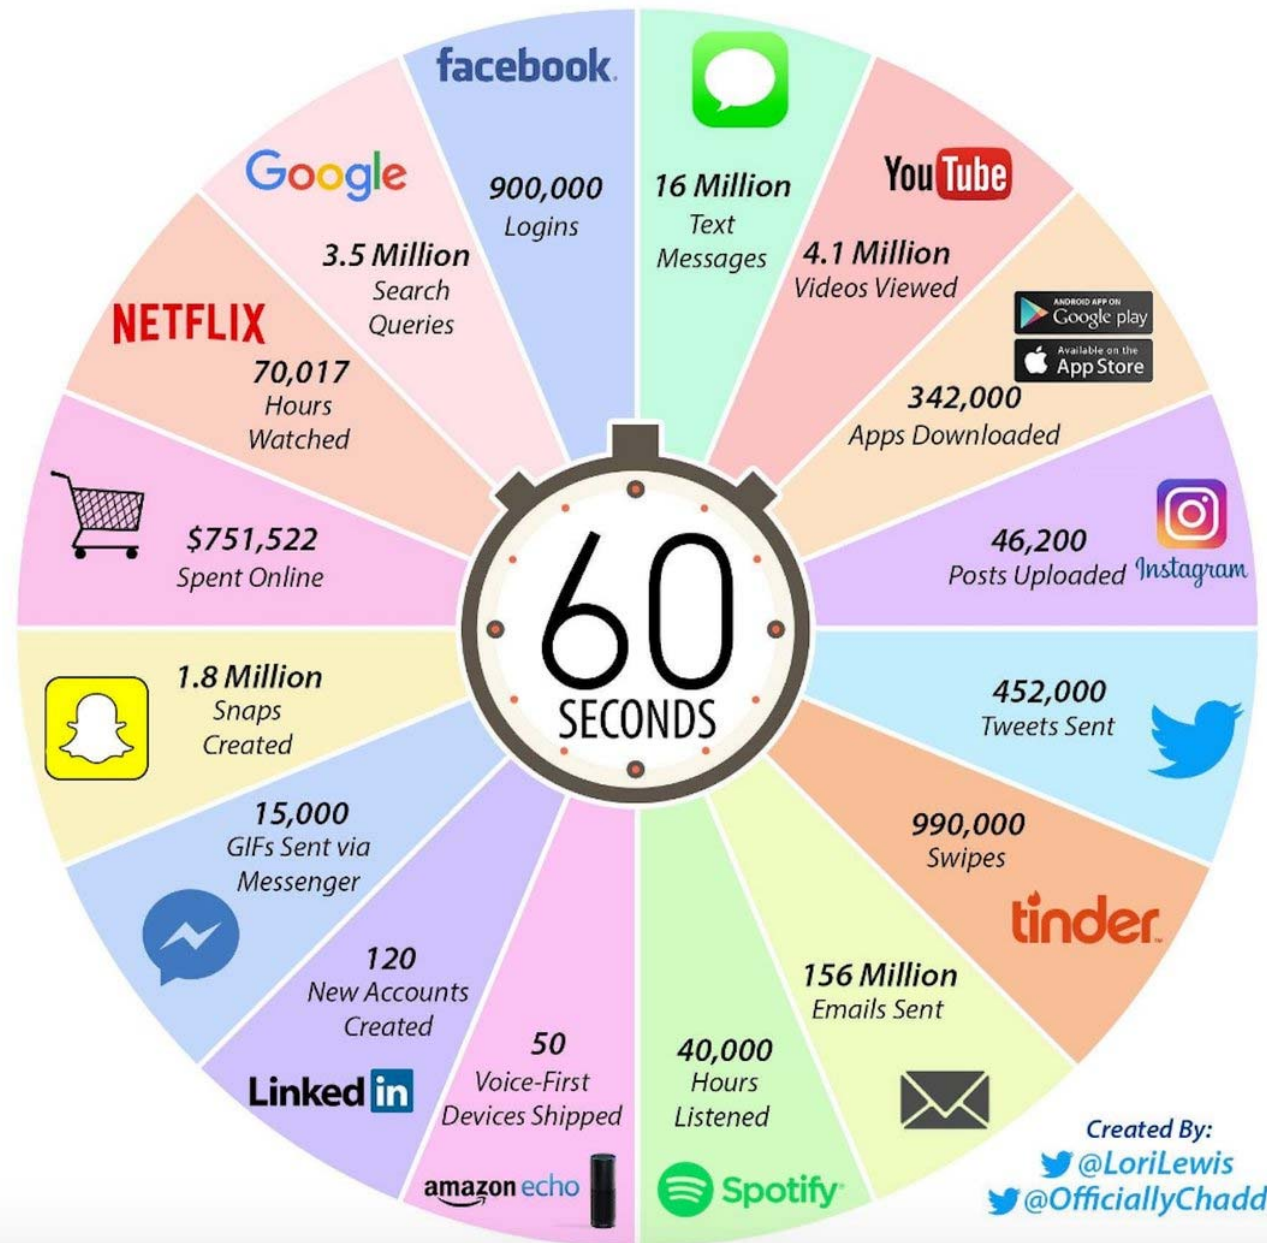 facebook.
900,000
Logins
16 Million
Text
Messages
YouTube
4.1 Million
Videos Viewed
ANDROID APP ON
Google play
Available on the
App Store
342,000
Apps Downloaded
46,200
Posts Uploaded
Instagram
452,000
Tweets Sent
990,000
Swipes
tinder
156 Million
Emails Sent
40,000
Hours
Listened
Spotify
50
Voice-First
Devices Shipped
amazon echo
120
New Accounts
Created
Linked in
15,000
GIFs Sent via
Messenger
1.8 Million
Snaps
Created
$751,522
Spent Online
NETFLIX
70,017
Hours
Watched
Google
3.5 Million
Search
Queries
60
SECONDS
Created By:
@LoriLewis
@OfficiallyChadd